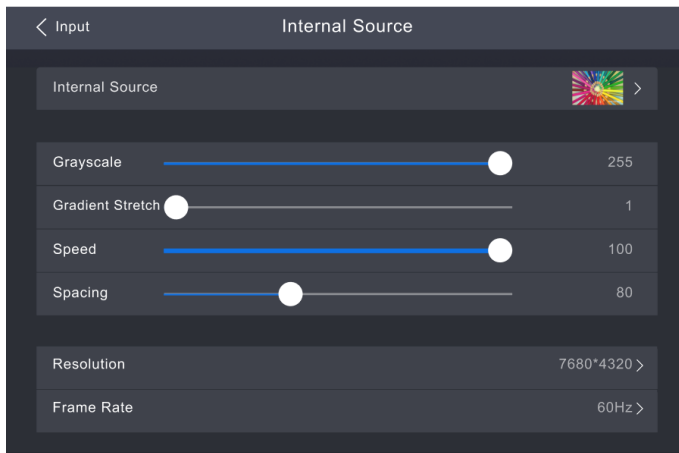 Input
Internal Source
Internal Source
Grayscale 255
Gradient Stretch 1
Speed 100
Spacing 80
Resolution 7680*4320
Frame Rate 60Hz